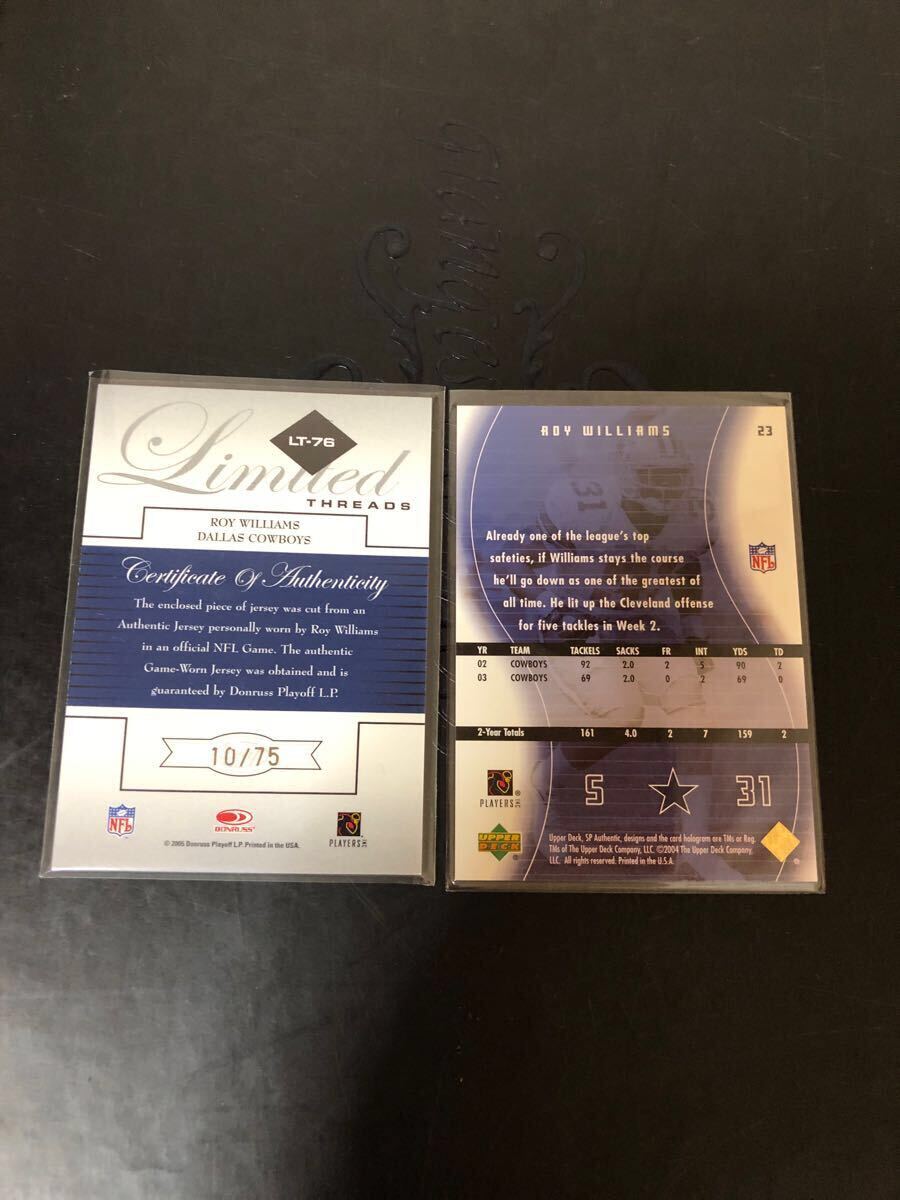 Limited
LT-76
THREADS
ROY WILLIAMS
DALLAS COWBOYS
Certificate Of Authenticity
The enclosed piece of jersey was cut from an
Authentic Jersey personally worn by Roy Williams
in an official NFL Game. The authentic
Game-Worn Jersey was obtained and is
guaranteed by Donruss Playoff L.P.
10/75
NFL
DONRUSS
PLAYERS INC
© 2005 Donruss Playoff L.P. Printed in the USA.
ROY WILLIAMS
23
31
Already one of the league's top
safeties, if Williams stays the course
he'll go down as one of the greatest of
all time. He lit up the Cleveland offense
for five tackles in Week 2.
NFL
YR TEAM TACKELS SACKS FR INT YDS TD
02 COWBOYS 92 2.0 2 5 90 2
03 COWBOYS 69 2.0 0 2 69 0
2-Year Totals 161 4.0 2 7 159 2
PLAYERS INC ®
S
31
UPPER DECK ®
Upper Deck, SP Authentic, designs and the card hologram are TMs or Reg.
TMs of The Upper Deck Company, LLC. ©2004 The Upper Deck Company,
LLC. All rights reserved. Printed in the U.S.A.
®